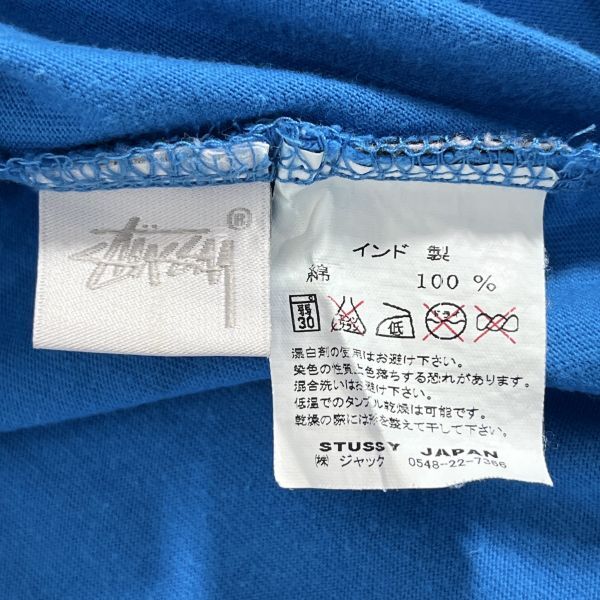 STÜSSY ®
インド 製
綿 100 %
弱 30 低 ドライ
漂白剤の使用はお避け下さい。
染色の性質上色落ちする恐れがあります。
混合洗いはお避け下さい。
低温でのタンブル乾燥は可能です。
乾燥の際には形を整えて干して下さい。
STUSSY JAPAN
㈱ ジャック 0548-22-7366